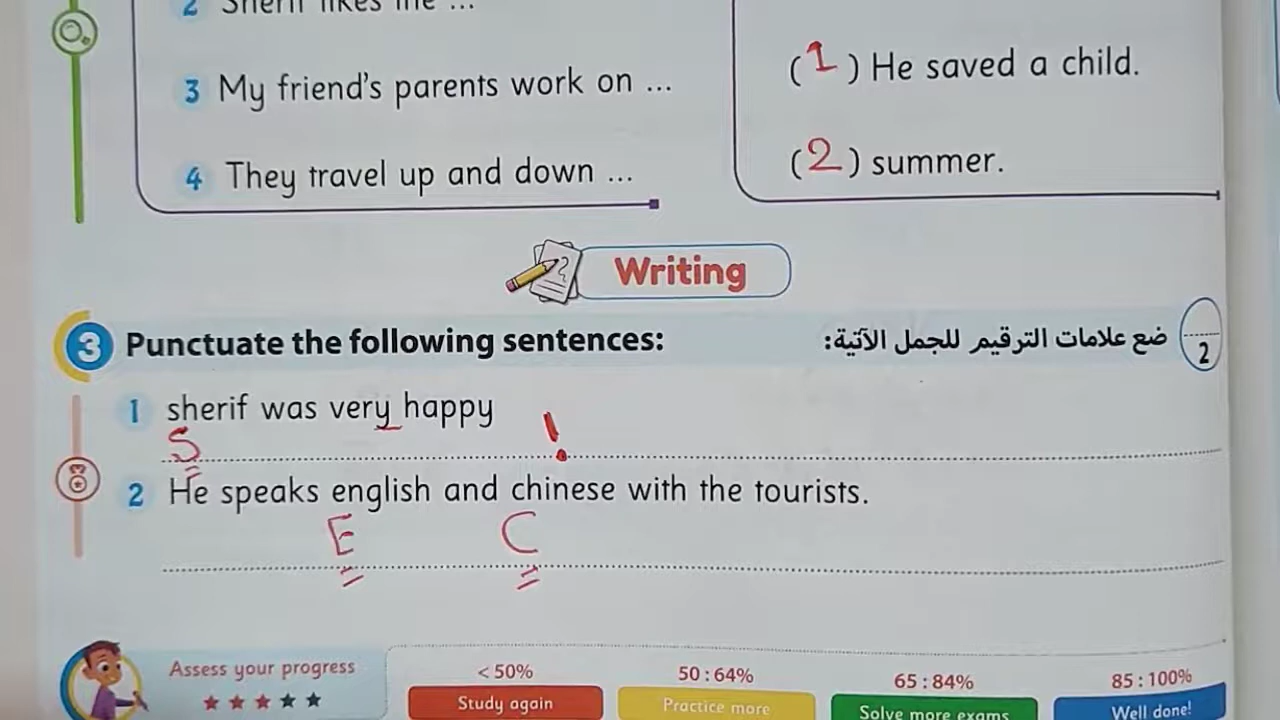 2 Sherif likes the ...
3 My friend's parents work on ...
(1) He saved a child.
4 They travel up and down ...
(2) summer.
Writing
3 Punctuate the following sentences:
ضع علامات الترقيم للجمل الآتية:
2
1 sherif was very happy
S !
2 He speaks english and chinese with the tourists.
E C
Assess your progress
< 50%
50 : 64%
65 : 84%
85 : 100%
Study again
Practice more
Solve more exams
Well done!